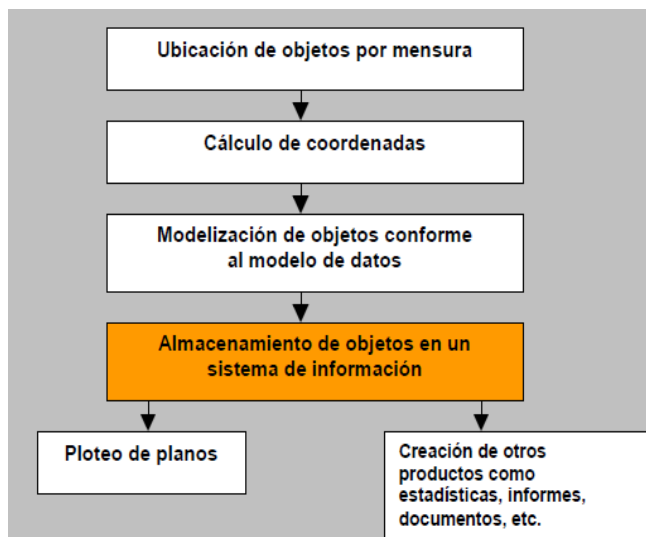 Ubicación de objetos por mensura
Cálculo de coordenadas
Modelización de objetos conforme
al modelo de datos
Almacenamiento de objetos en un
sistema de información
Ploteo de planos
Creación de otros
productos como
estadísticas, informes,
documentos, etc.